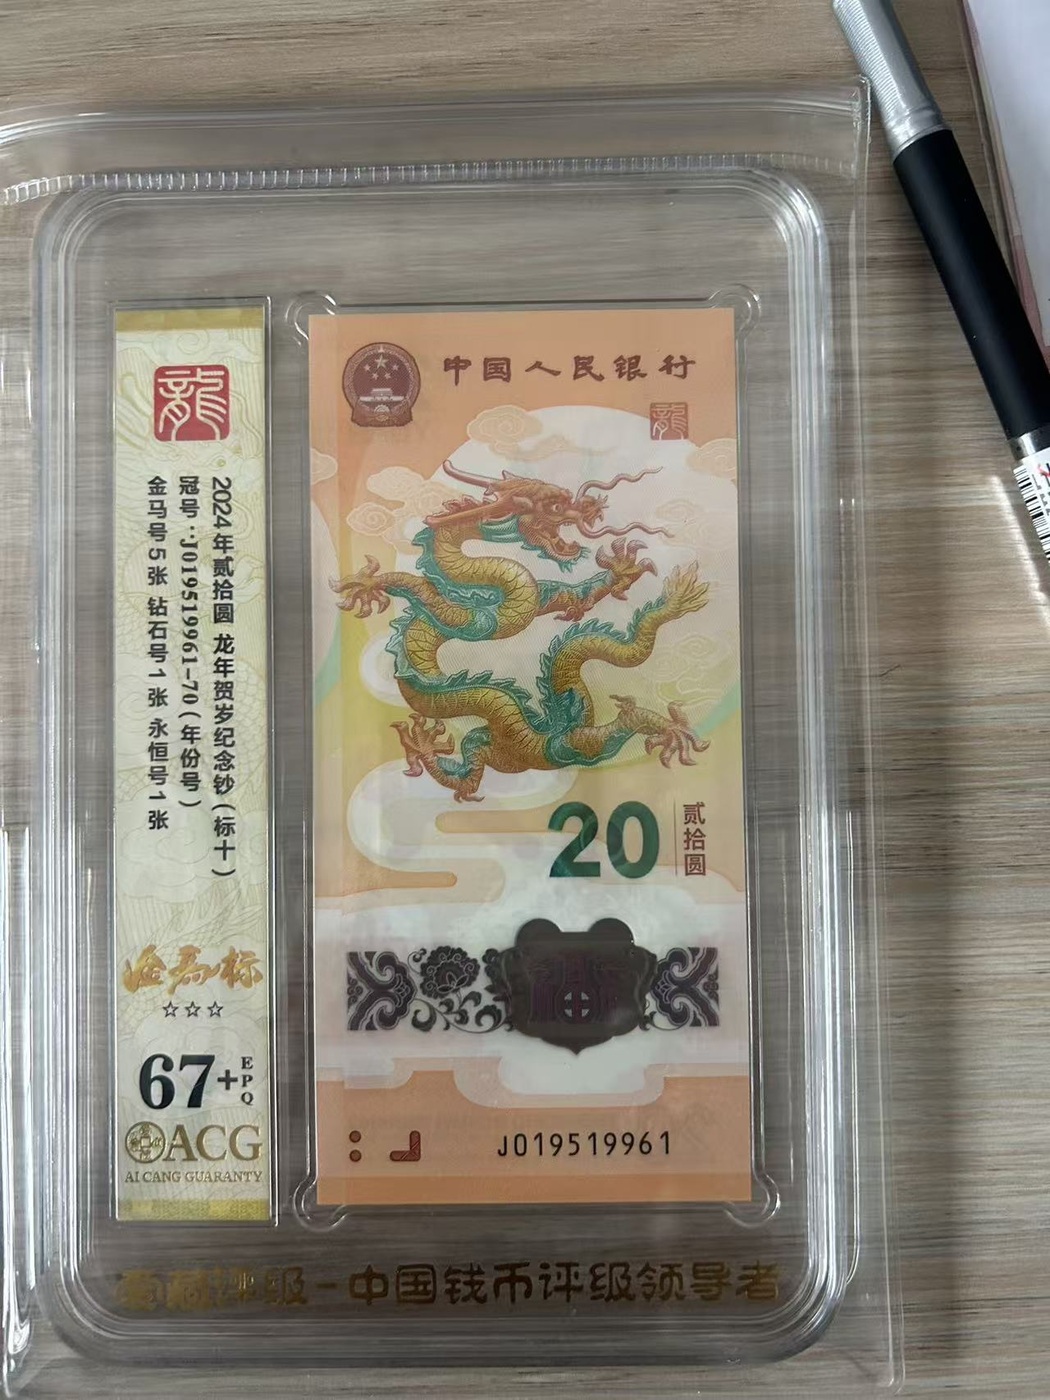 龍
2024年贰拾圆 龙年贺岁纪念钞(标十)
冠号:J019519961-70(年份号)
金马号5张 钻石号1张 永恒号1张
金马标
67+
EPQ
ACG
AI CANG GUARANTY
中国人民银行
龍
20
贰拾圆
J019519961
爱藏评级-中国钱币评级领导者